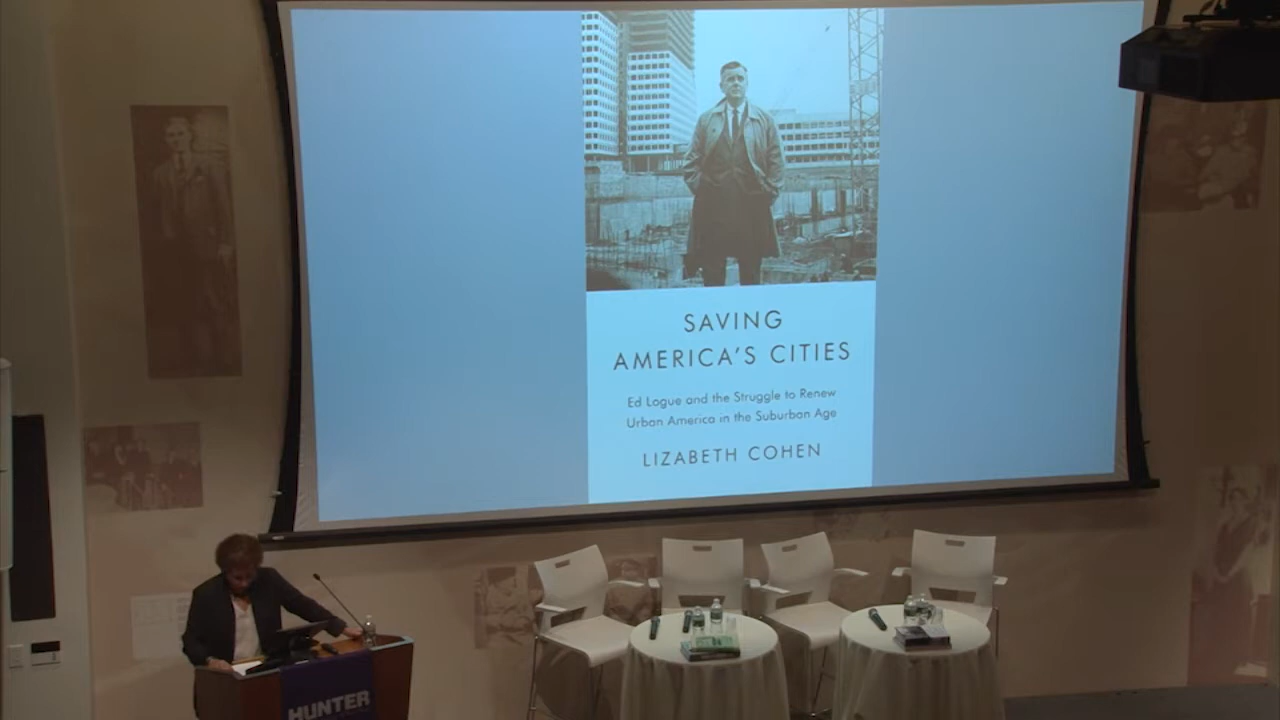 SAVING
AMERICA'S CITIES
Ed Logue and the Struggle to Renew
Urban America in the Suburban Age
LIZABETH COHEN
HUNTER